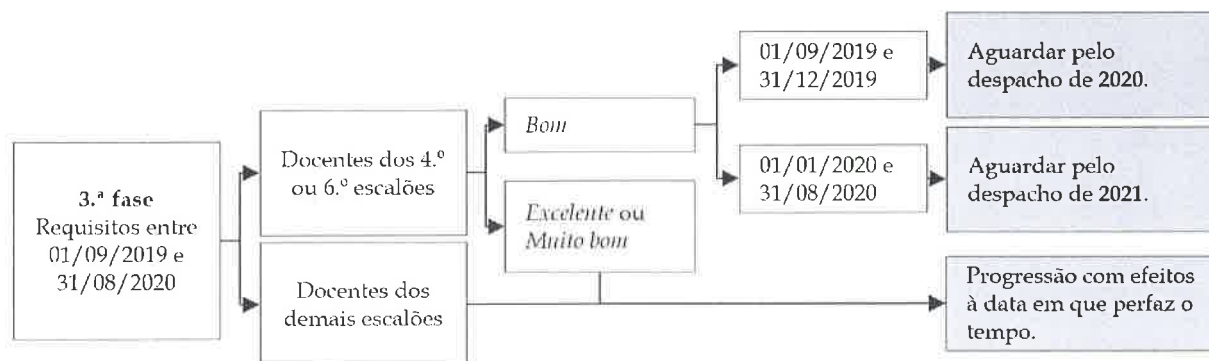 3.ª fase
Requisitos entre
01/09/2019 e
31/08/2020
Docentes dos 4.º
ou 6.º escalões
Docentes dos
demais escalões
Bom
Excelente ou
Muito bom
01/09/2019 e
31/12/2019
01/01/2020 e
31/08/2020
Aguardar pelo
despacho de 2020.
Aguardar pelo
despacho de 2021.
Progressão com efeitos
à data em que perfaz o
tempo.